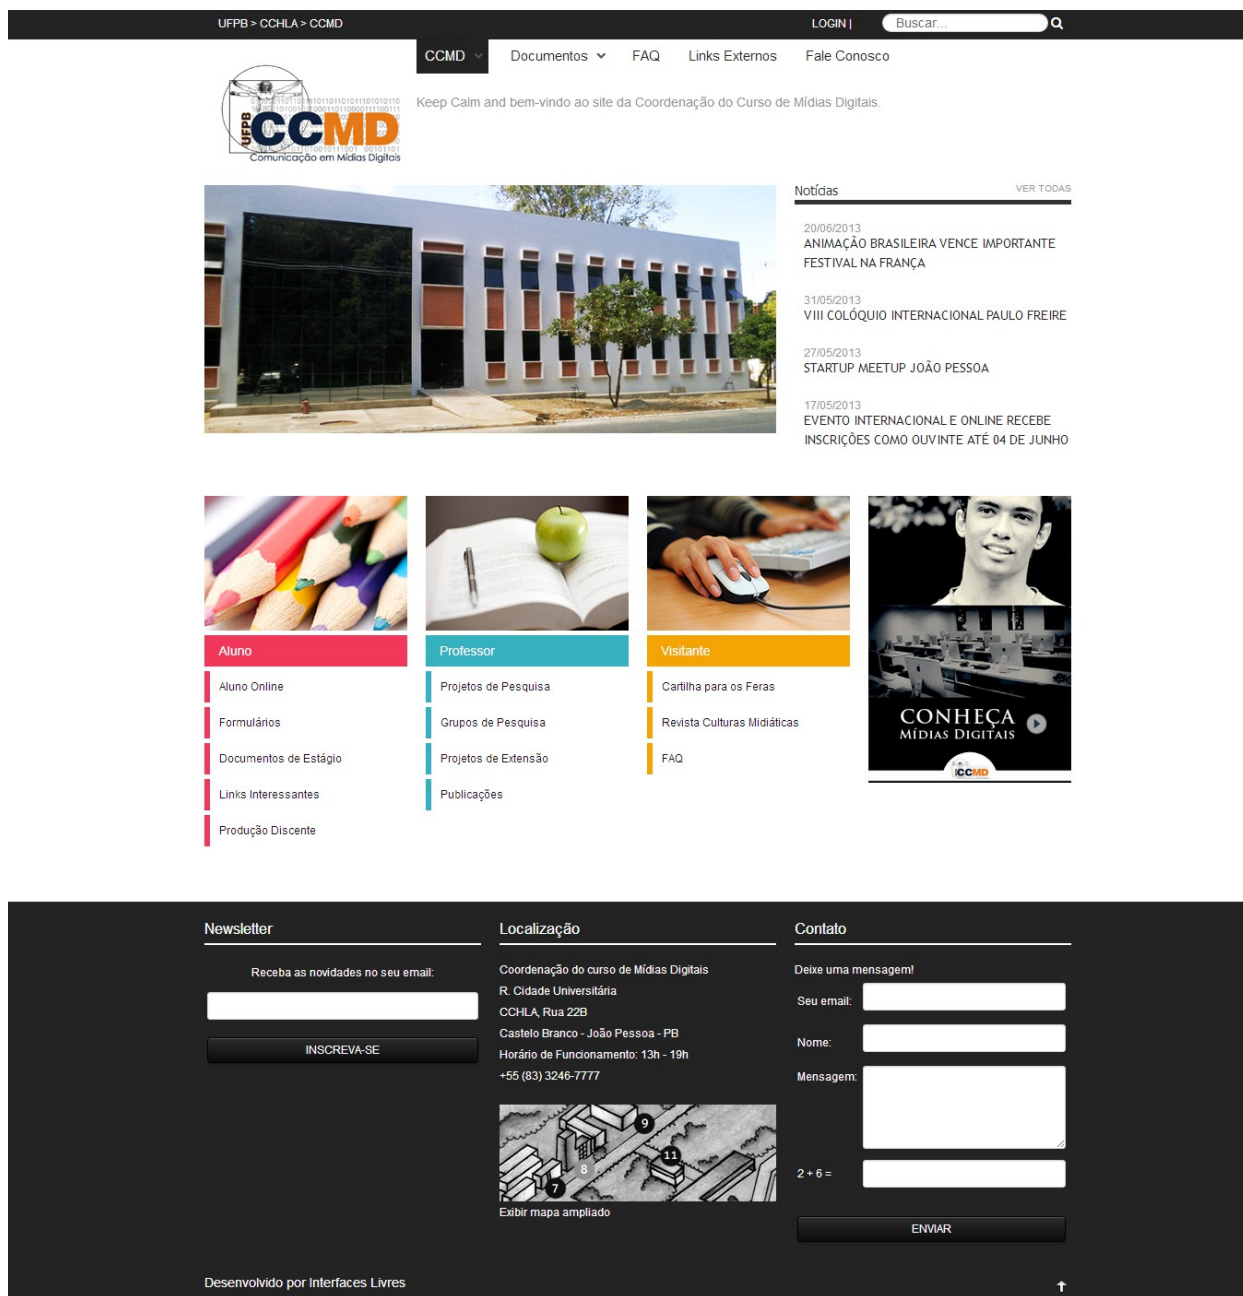 UFPB > CCHLA > CCMD
LOGIN |
Buscar...
CCMD
Documentos
FAQ
Links Externos
Fale Conosco
UFPB
CCMD
Comunicação em Mídias Digitais
Keep Calm and bem-vindo ao site da Coordenação do Curso de Mídias Digitais.
Notícias
VER TODAS
20/06/2013
ANIMAÇÃO BRASILEIRA VENCE IMPORTANTE
FESTIVAL NA FRANÇA
31/05/2013
VIII COLÓQUIO INTERNACIONAL PAULO FREIRE
27/05/2013
STARTUP MEETUP JOÃO PESSOA
17/05/2013
EVENTO INTERNACIONAL E ONLINE RECEBE
INSCRIÇÕES COMO OUVINTE ATÉ 04 DE JUNHO
Aluno
Aluno Online
Formulários
Documentos de Estágio
Links Interessantes
Produção Discente
Professor
Projetos de Pesquisa
Grupos de Pesquisa
Projetos de Extensão
Publicações
Visitante
Cartilha para os Feras
Revista Culturas Midiáticas
FAQ
CONHEÇA
MÍDIAS DIGITAIS
CCMD
Newsletter
Receba as novidades no seu email:
INSCREVA-SE
Localização
Coordenação do curso de Mídias Digitais
R. Cidade Universitária
CCHLA, Rua 22B
Castelo Branco - João Pessoa - PB
Horário de Funcionamento: 13h - 19h
+55 (83) 3246-7777
9
11
8
7
Exibir mapa ampliado
Contato
Deixe uma mensagem!
Seu email:
Nome:
Mensagem:
2 + 6 =
ENVIAR
Desenvolvido por Interfaces Livres